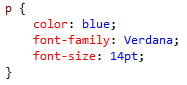 p {
    color: blue;
    font-family: Verdana;
    font-size: 14pt;
}